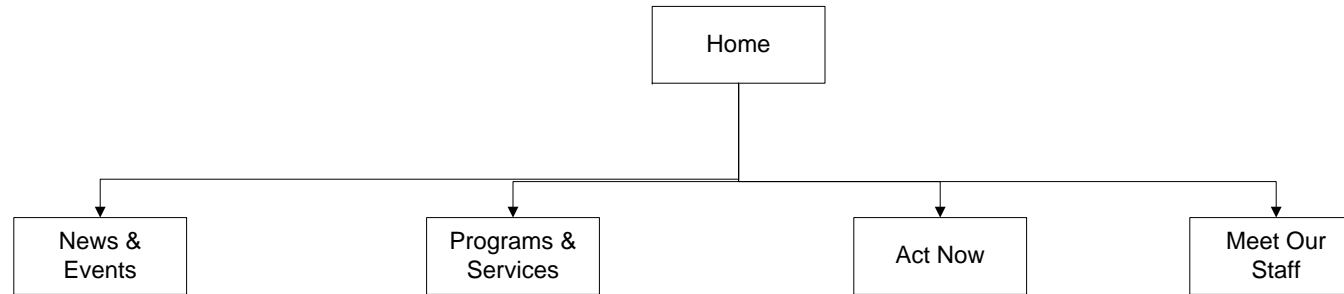 Home
News &
Events
Programs &
Services
Act Now
Meet Our
Staff